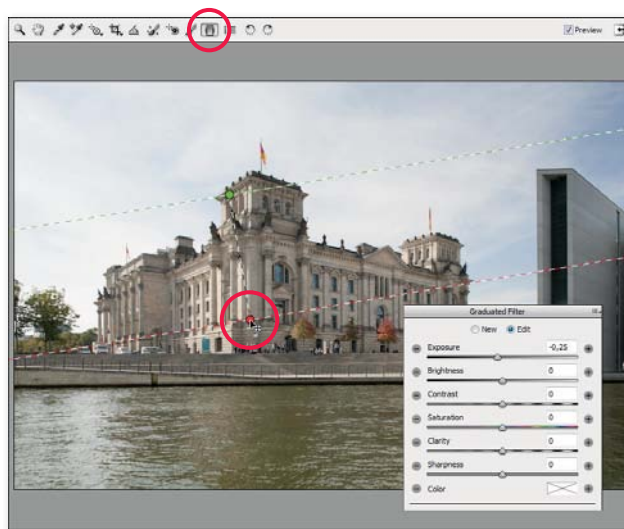 Preview
Graduated Filter
New Edit
Exposure -0,25
Brightness 0
Contrast 0
Saturation 0
Clarity 0
Sharpness 0
Color